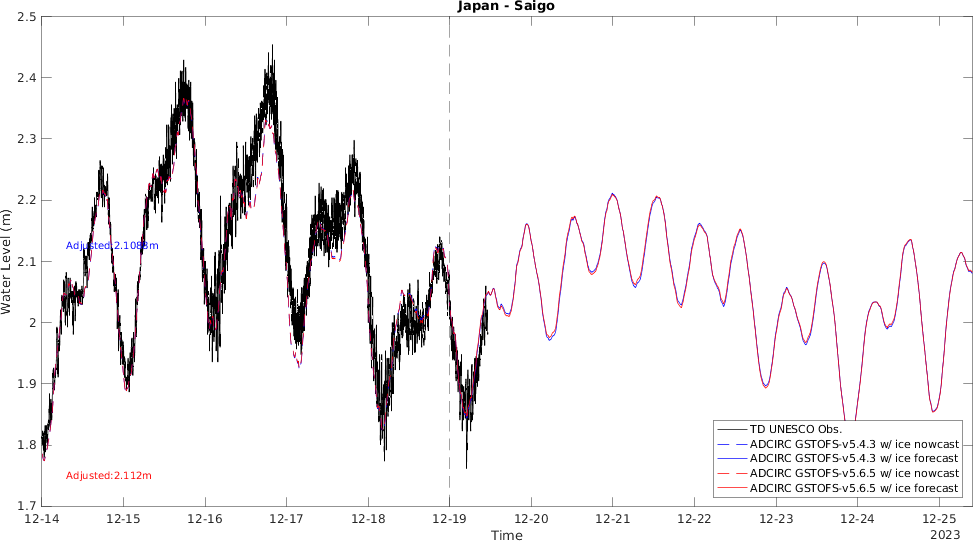 Japan - Saigo
Water Level (m)
2.5
2.4
2.3
2.2
2.1
2
1.9
1.8
1.7
Adjusted:2.1083m
Adjusted:2.112m
TD UNESCO Obs.
ADCIRC GSTOFS-v5.4.3 w/ ice nowcast
ADCIRC GSTOFS-v5.4.3 w/ ice forecast
ADCIRC GSTOFS-v5.6.5 w/ ice nowcast
ADCIRC GSTOFS-v5.6.5 w/ ice forecast
12-14 12-15 12-16 12-17 12-18 12-19 12-20 12-21 12-22 12-23 12-24 12-25
Time
2023